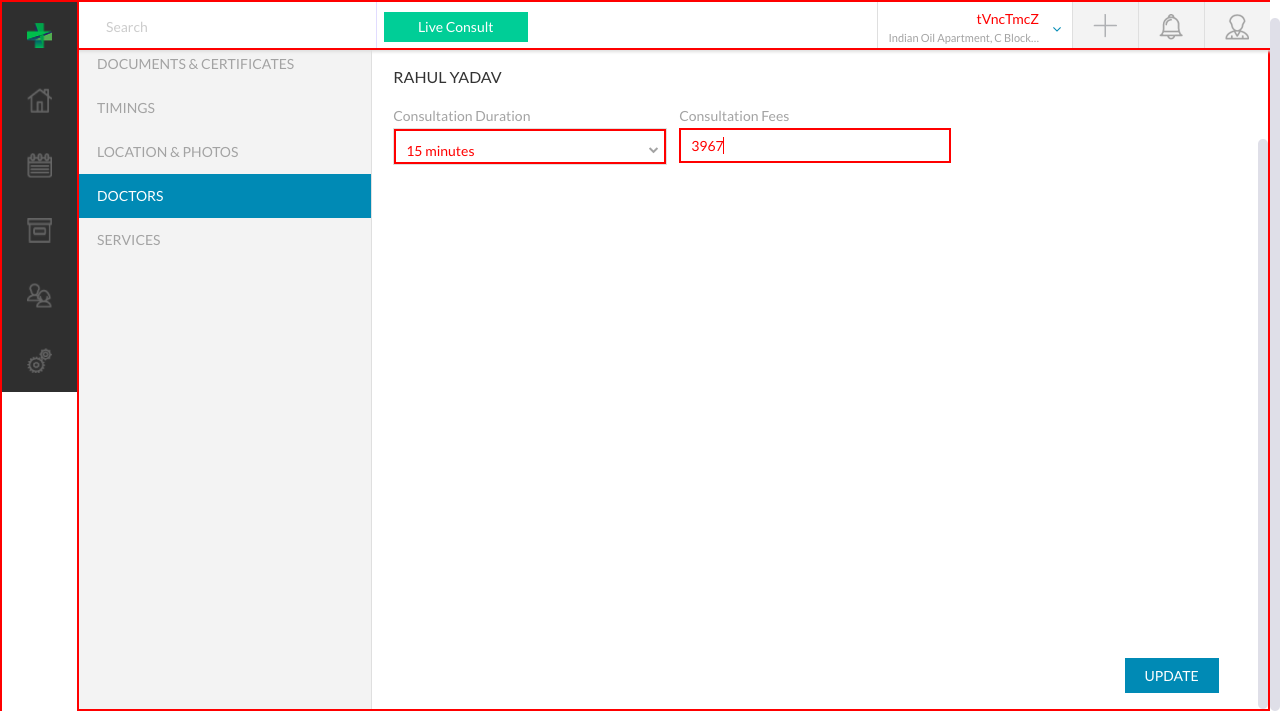 Search
Live Consult
tVncTmcZ
Indian Oil Apartment, C Block...
DOCUMENTS & CERTIFICATES
TIMINGS
LOCATION & PHOTOS
DOCTORS
SERVICES
RAHUL YADAV
Consultation Duration
Consultation Fees
15 minutes
3967
UPDATE